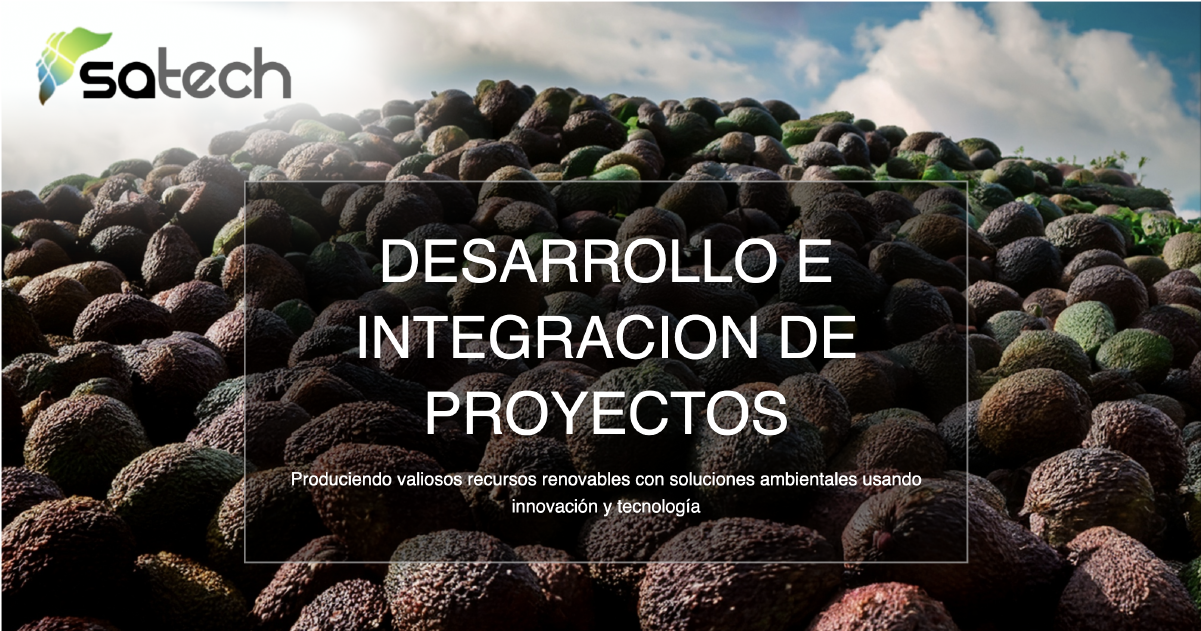 satech
DESARROLLO E
INTEGRACION DE
PROYECTOS
Produciendo valiosos recursos renovables con soluciones ambientales usando
innovación y tecnología